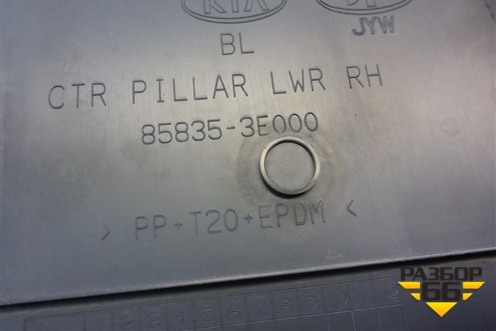 KIA
JYW
BL
CTR PILLAR LWR RH
85835-3E000
> PP+T20+EPDM <
РАЗБОР
66